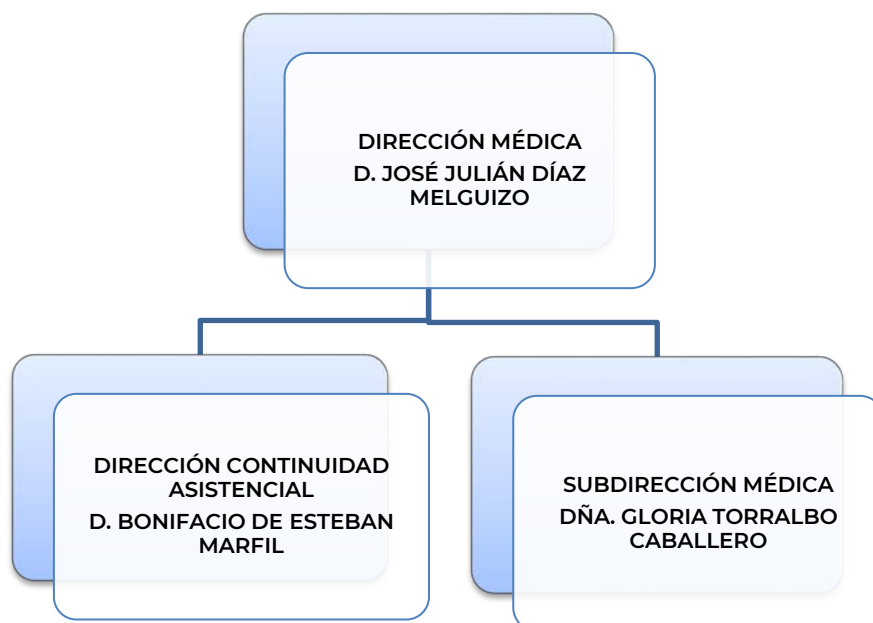 DIRECCIÓN MÉDICA
D. JOSÉ JULIÁN DÍAZ
MELGUIZO
DIRECCIÓN CONTINUIDAD
ASISTENCIAL
D. BONIFACIO DE ESTEBAN
MARFIL
SUBDIRECCIÓN MÉDICA
DÑA. GLORIA TORRALBO
CABALLERO